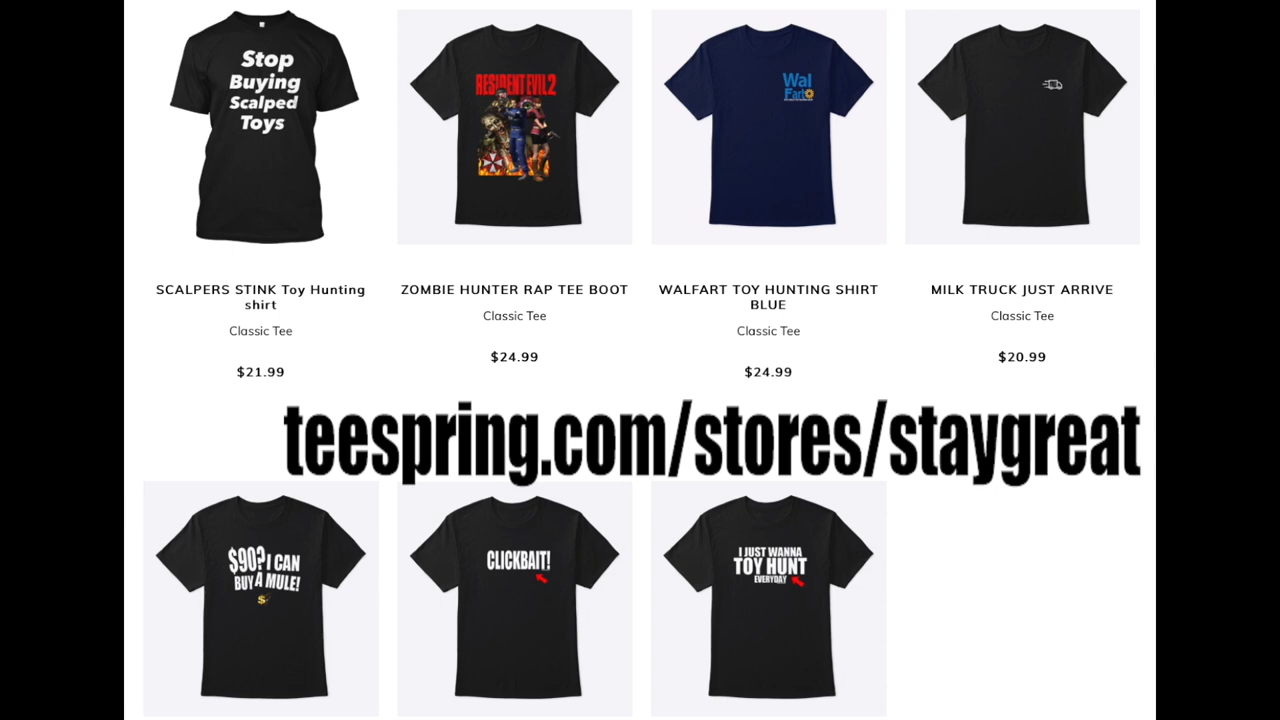 Stop
Buying
Scalped
Toys
RESIDENT EVIL 2
Wal
Fart
SCALPERS STINK Toy Hunting
shirt
Classic Tee
$21.99
ZOMBIE HUNTER RAP TEE BOOT
Classic Tee
$24.99
WALFART TOY HUNTING SHIRT
BLUE
Classic Tee
$24.99
MILK TRUCK JUST ARRIVE
Classic Tee
$20.99
teespring.com/stores/staygreat
$90? I CAN
BUY A MULE!
$
CLICKBAIT!
I JUST WANNA
TOY HUNT
EVERYDAY